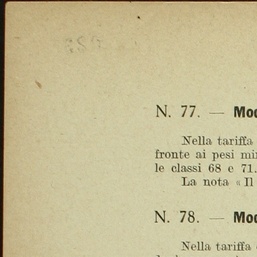 N. 77. — Mod
Nella tariffa
fronte ai pesi mi
le classi 68 e 71.
La nota « Il
N. 78. — Mod
Nella tariffa